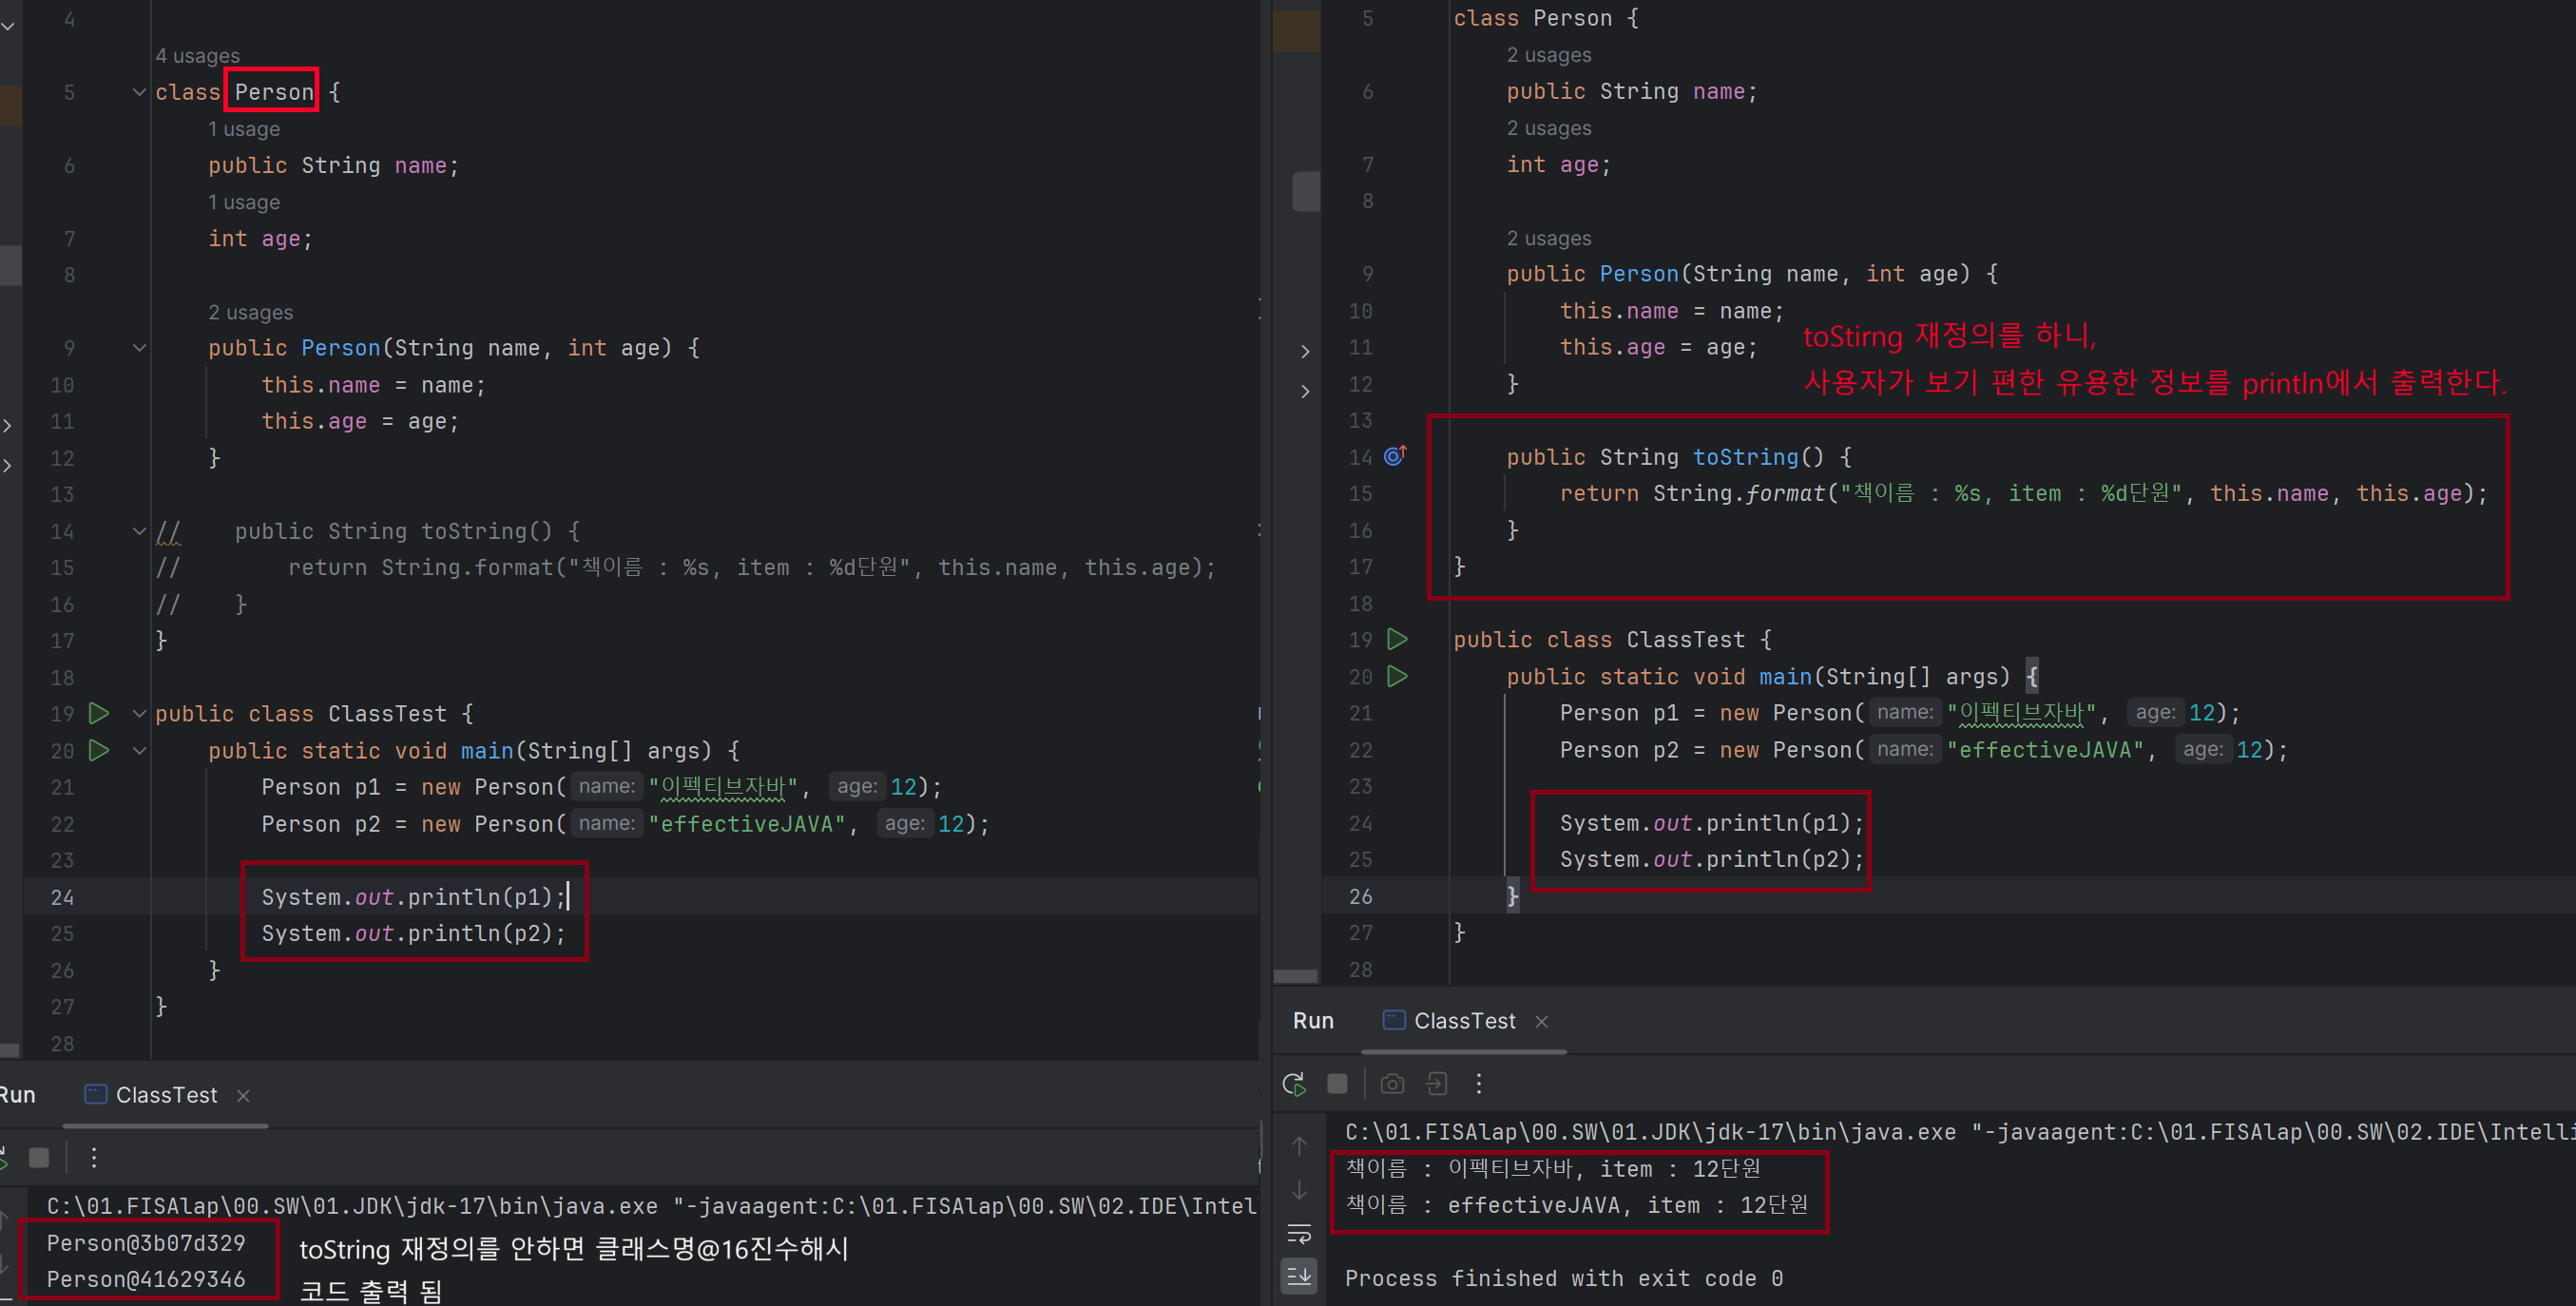 4
4 usages
5 class Person {
1 usage
6 public String name;
1 usage
7 int age;
8
2 usages
9 public Person(String name, int age) {
10 this.name = name;
11 this.age = age;
12 }
13
14 // public String toString() {
15 // return String.format("책이름 : %s, item : %d단원", this.name, this.age);
16 // }
17 }
18
19 public class ClassTest {
20 public static void main(String[] args) {
21 Person p1 = new Person( name: "이펙티브자바", age: 12);
22 Person p2 = new Person( name: "effectiveJAVA", age: 12);
23
24 System.out.println(p1);
25 System.out.println(p2);
26 }
27 }
28
Run ClassTest
C:\01.FISAlap\00.SW\01.JDK\jdk-17\bin\java.exe "-javaagent:C:\01.FISAlap\00.SW\02.IDE\Intel
Person@3b07d329
Person@41629346
toString 재정의를 안하면 클래스명@16진수해시
코드 출력 됨
5 class Person {
2 usages
6 public String name;
2 usages
7 int age;
8
2 usages
9 public Person(String name, int age) {
10 this.name = name;
11 this.age = age;
12 }
toStirng 재정의를 하니,
사용자가 보기 편한 유용한 정보를 println에서 출력한다.
13
14 public String toString() {
15 return String.format("책이름 : %s, item : %d단원", this.name, this.age);
16 }
17 }
18
19 public class ClassTest {
20 public static void main(String[] args) {
21 Person p1 = new Person( name: "이펙티브자바", age: 12);
22 Person p2 = new Person( name: "effectiveJAVA", age: 12);
23
24 System.out.println(p1);
25 System.out.println(p2);
26 }
27 }
28
Run ClassTest
C:\01.FISAlap\00.SW\01.JDK\jdk-17\bin\java.exe "-javaagent:C:\01.FISAlap\00.SW\02.IDE\Intelli
책이름 : 이펙티브자바, item : 12단원
책이름 : effectiveJAVA, item : 12단원
Process finished with exit code 0